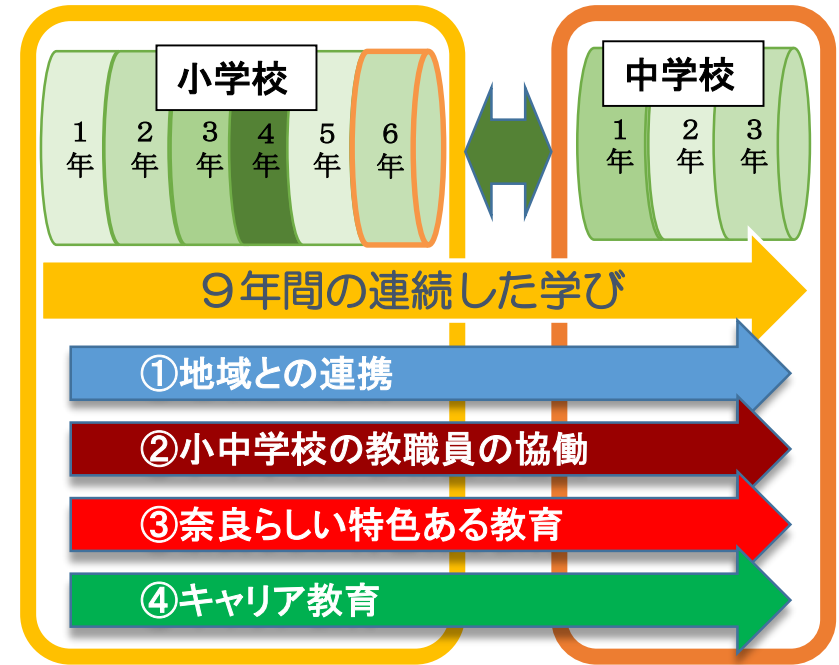 小学校
1年
2年
3年
4年
5年
6年
中学校
1年
2年
3年
９年間の連続した学び
①地域との連携
②小中学校の教職員の協働
③奈良らしい特色ある教育
④キャリア教育